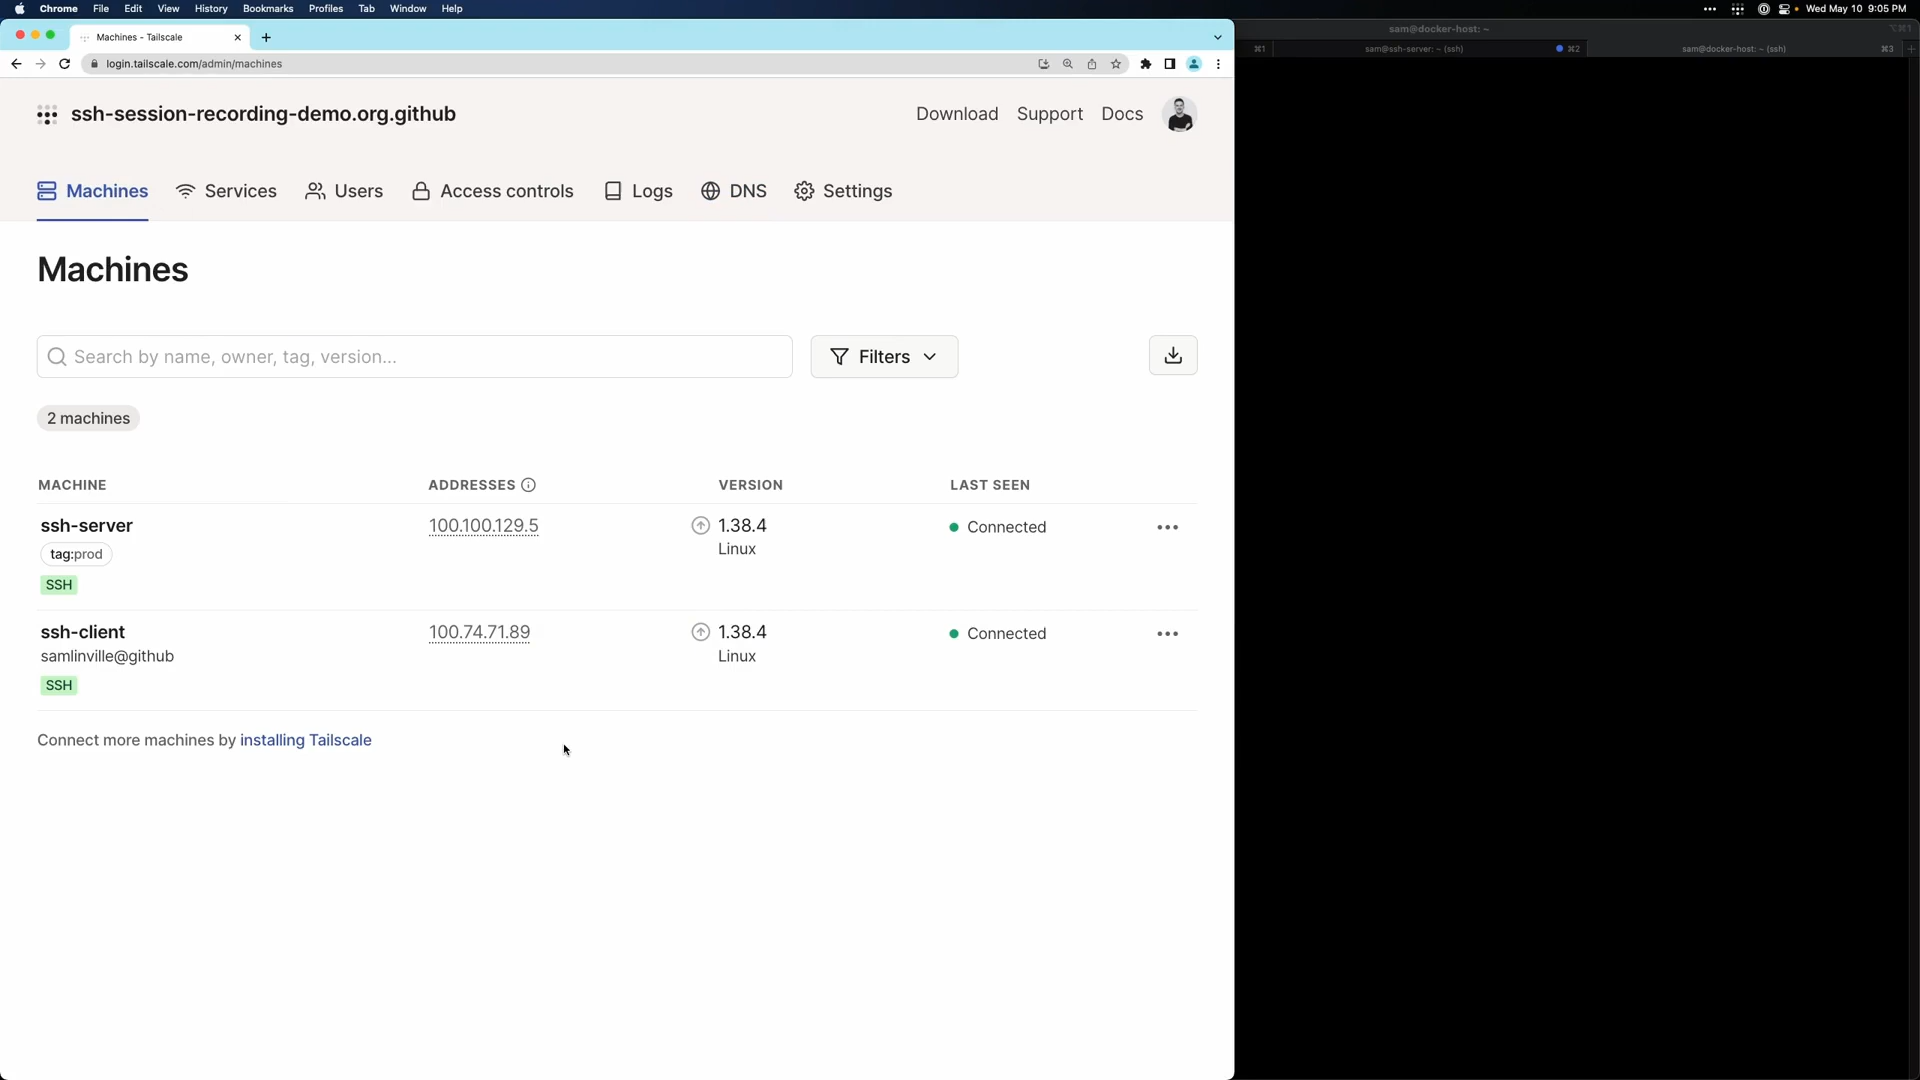 Chrome File Edit View History Bookmarks Profiles Tab Window Help Wed May 10 9:05 PM
Machines - Tailscale
login.tailscale.com/admin/machines
sam@docker-host: ~ ⌥⌘1
⌘1 sam@ssh-server: ~ (ssh) ⌘2 sam@docker-host: ~ (ssh) ⌘3
ssh-session-recording-demo.org.github Download Support Docs
Machines Services Users Access controls Logs DNS Settings
Machines
Search by name, owner, tag, version... Filters
2 machines
MACHINE ADDRESSES VERSION LAST SEEN
ssh-server 100.100.129.5 1.38.4 Connected
tag:prod Linux
SSH
ssh-client 100.74.71.89 1.38.4 Connected
samlinville@github Linux
SSH
Connect more machines by installing Tailscale